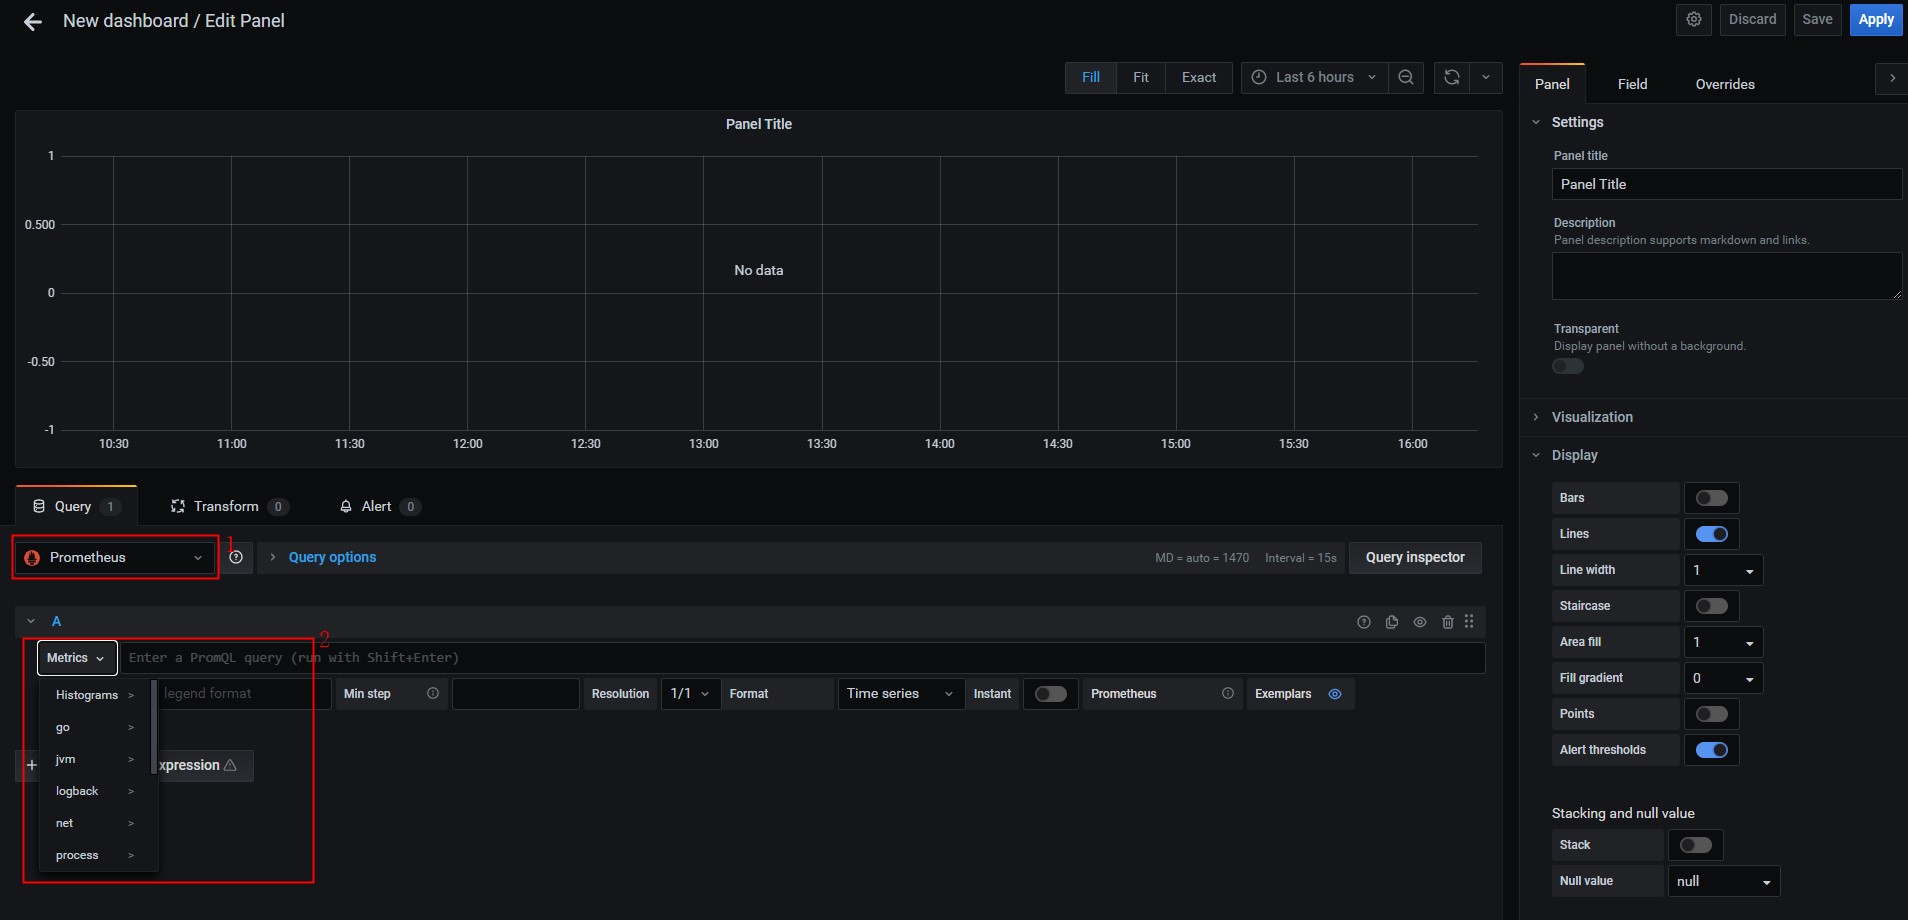 New dashboard / Edit Panel
Discard
Save
Apply
Fill
Fit
Exact
Last 6 hours
Panel
Field
Overrides
Panel Title
1
0.500
0
-0.50
-1
No data
10:30
11:00
11:30
12:00
12:30
13:00
13:30
14:00
14:30
15:00
15:30
16:00
Settings
Panel title
Panel Title
Description
Panel description supports markdown and links.
Transparent
Display panel without a background.
Visualization
Display
Bars
Lines
Line width
1
Staircase
Area fill
1
Fill gradient
0
Points
Alert thresholds
Stacking and null value
Stack
Null value
null
Query 1
Transform 0
Alert 0
Prometheus
1
Query options
MD = auto = 1470
Interval = 15s
Query inspector
A
2
Metrics
Enter a PromQL query (run with Shift+Enter)
legend format
Min step
Resolution
1/1
Format
Time series
Instant
Prometheus
Exemplars
Histograms >
go >
jvm >
logback >
net >
process >
+
xpression